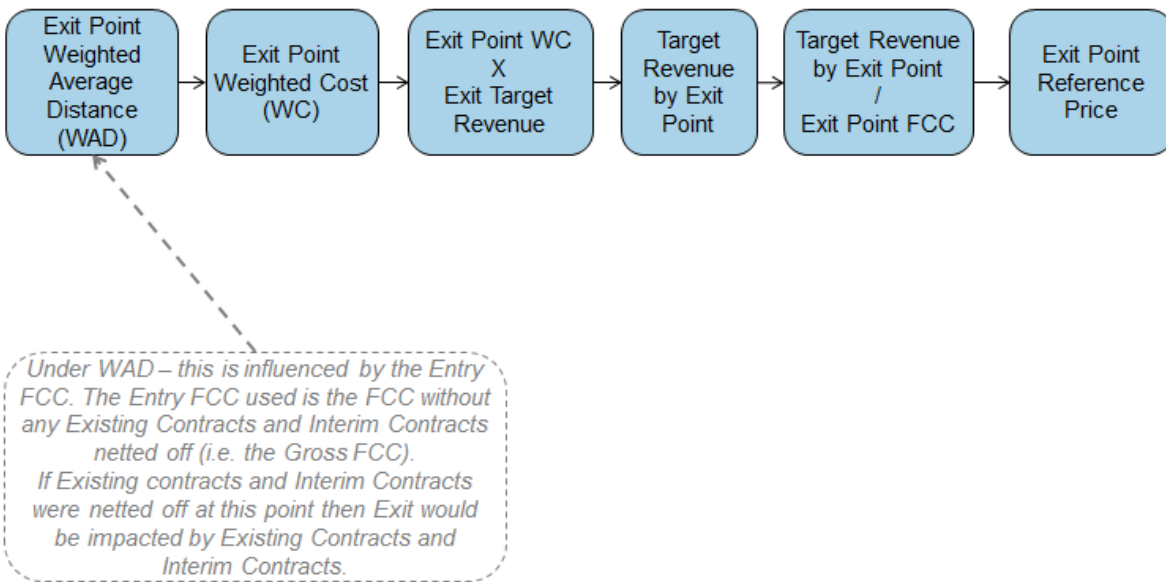 Exit Point
Weighted
Average
Distance
(WAD)
Exit Point
Weighted Cost
(WC)
Exit Point WC
X
Exit Target
Revenue
Target
Revenue
by Exit
Point
Target Revenue
by Exit Point
/
Exit Point FCC
Exit Point
Reference
Price
Under WAD – this is influenced by the Entry
FCC. The Entry FCC used is the FCC without
any Existing Contracts and Interim Contracts
netted off (i.e. the Gross FCC).
If Existing contracts and Interim Contracts
were netted off at this point then Exit would
be impacted by Existing Contracts and
Interim Contracts.